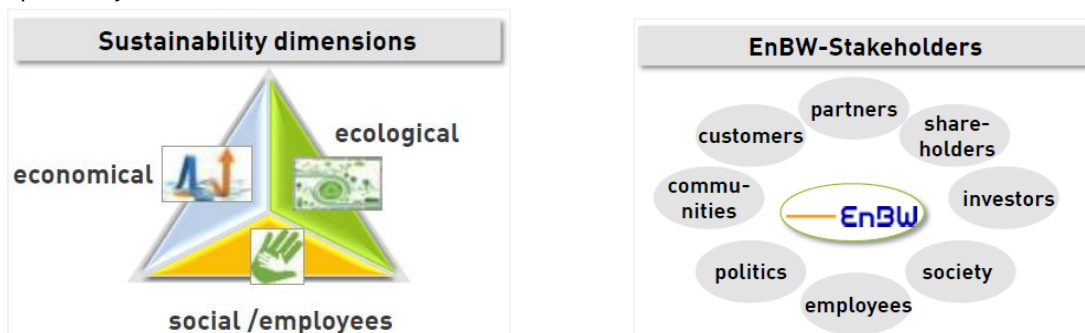 Sustainability dimensions
economical
ecological
social /employees
EnBW-Stakeholders
partners
customers
share-
holders
commu-
nities
EnBW
investors
politics
society
employees